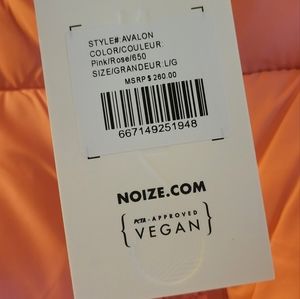 STYLE#:AVALON
COLOR/COULEUR:
Pink/Rose/650
SIZE/GRANDEUR:L/G
MSRP $ 260.00
667149251948
NOIZE.COM
PETA-APPROVED
VEGAN